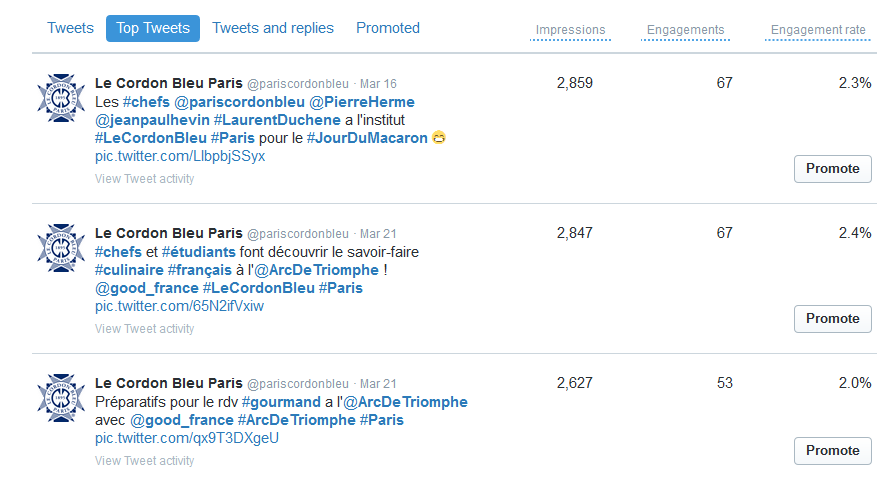 Tweets Top Tweets Tweets and replies Promoted Impressions Engagements Engagement rate
Le Cordon Bleu Paris @pariscordonbleu · Mar 16 2,859 67 2.3%
Les #chefs @pariscordonbleu @PierreHerme
@jeanpaulhevin #LaurentDuchene a l'institut
#LeCordonBleu #Paris pour le #JourDuMacaron 😁
pic.twitter.com/LlbpbjSSyx
Promote
View Tweet activity
Le Cordon Bleu Paris @pariscordonbleu · Mar 21 2,847 67 2.4%
#chefs et #étudiants font découvrir le savoir-faire
#culinaire #français à l'@ArcDeTriomphe !
@good_france #LeCordonBleu #Paris
pic.twitter.com/65N2ifVxiw
Promote
View Tweet activity
Le Cordon Bleu Paris @pariscordonbleu · Mar 21 2,627 53 2.0%
Préparatifs pour le rdv #gourmand a l'@ArcDeTriomphe
avec @good_france #ArcDeTriomphe #Paris
pic.twitter.com/qx9T3DXgeU
Promote
View Tweet activity